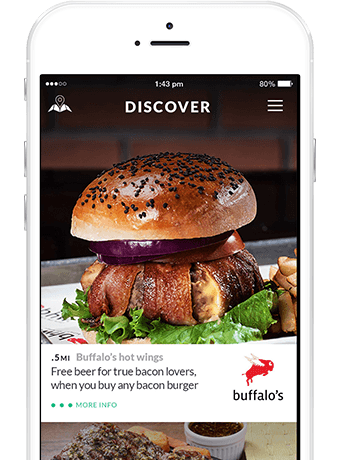 1:43 pm 80%
DISCOVER
.5MI Buffalo's hot wings
Free beer for true bacon lovers,
when you buy any bacon burger
MORE INFO
buffalo's